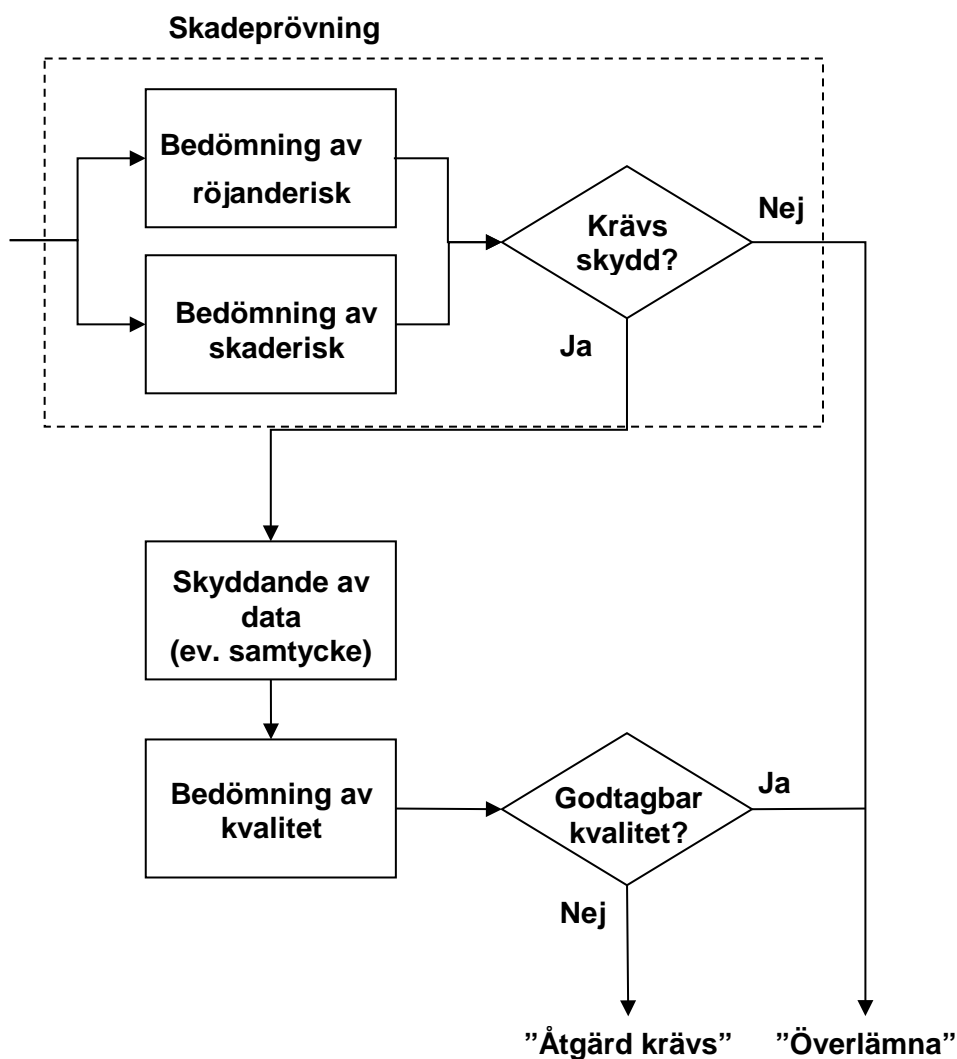 Skadeprövning
Bedömning av
röjanderisk
Bedömning av
skaderisk
Krävs
skydd?
Nej
Ja
Skyddande av
data
(ev. samtycke)
Bedömning av
kvalitet
Godtagbar
kvalitet?
Ja
Nej
”Åtgärd krävs”
”Överlämna”